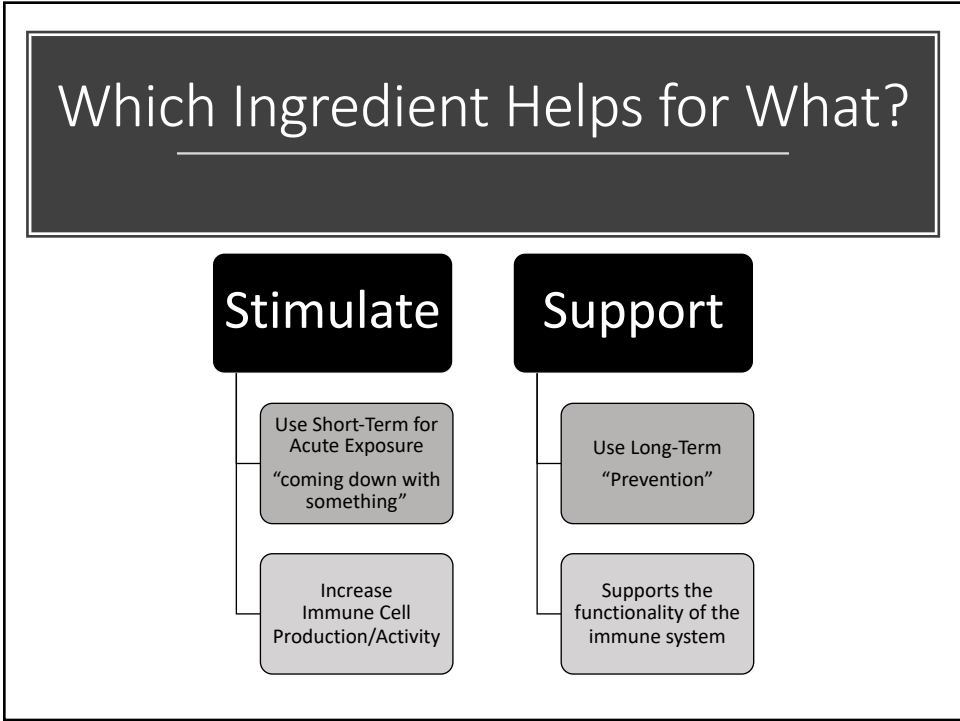 Which Ingredient Helps for What?
Stimulate
Use Short-Term for
Acute Exposure
“coming down with
something”
Increase
Immune Cell
Production/Activity
Support
Use Long-Term
“Prevention”
Supports the
functionality of the
immune system